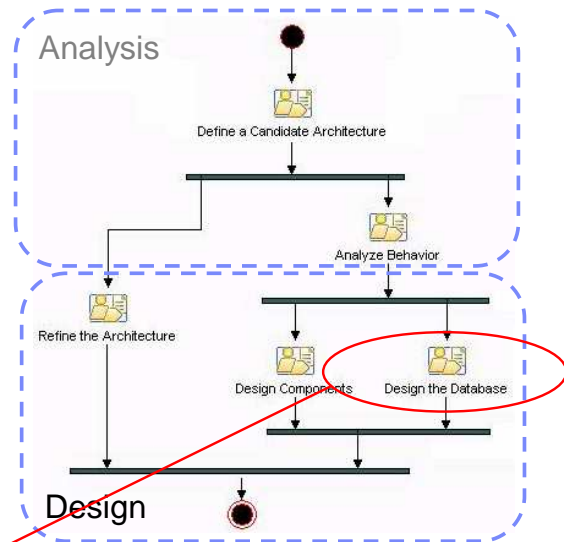 Analysis
Define a Candidate Architecture
Analyze Behavior
Refine the Architecture
Design Components
Design the Database
Design